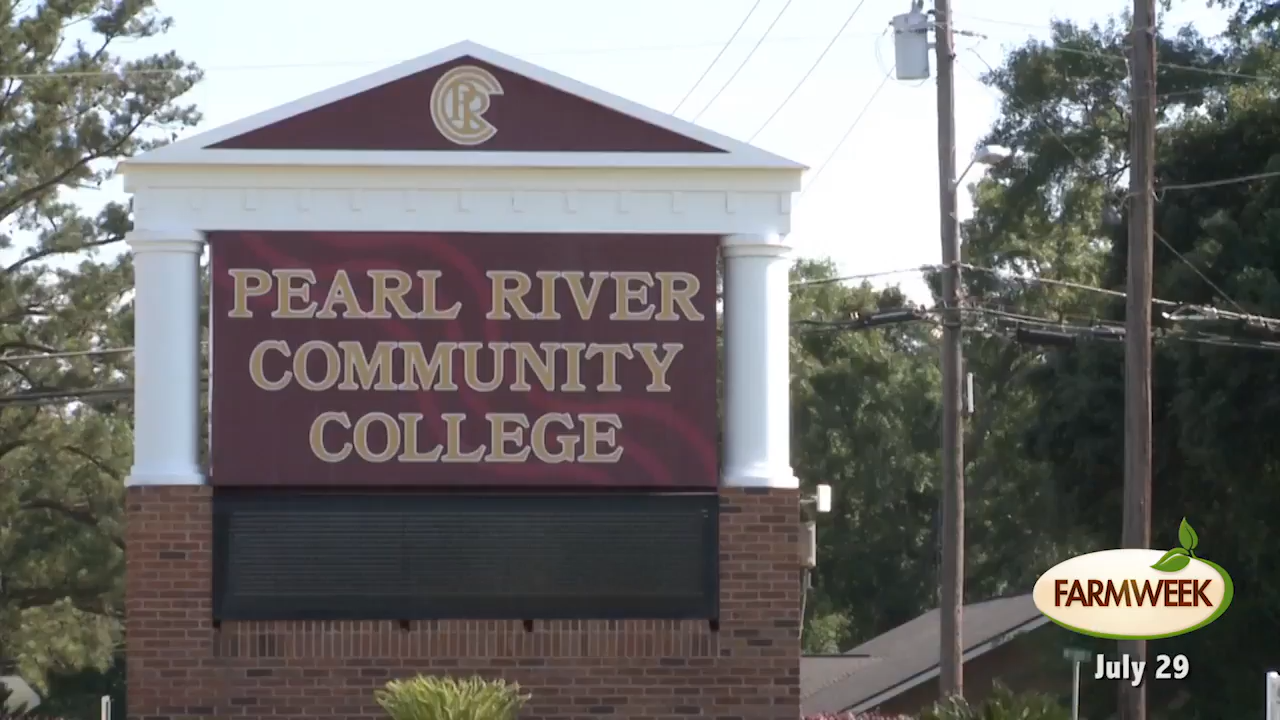 PRC
PEARL RIVER
COMMUNITY
COLLEGE
FARMWEEK
July 29